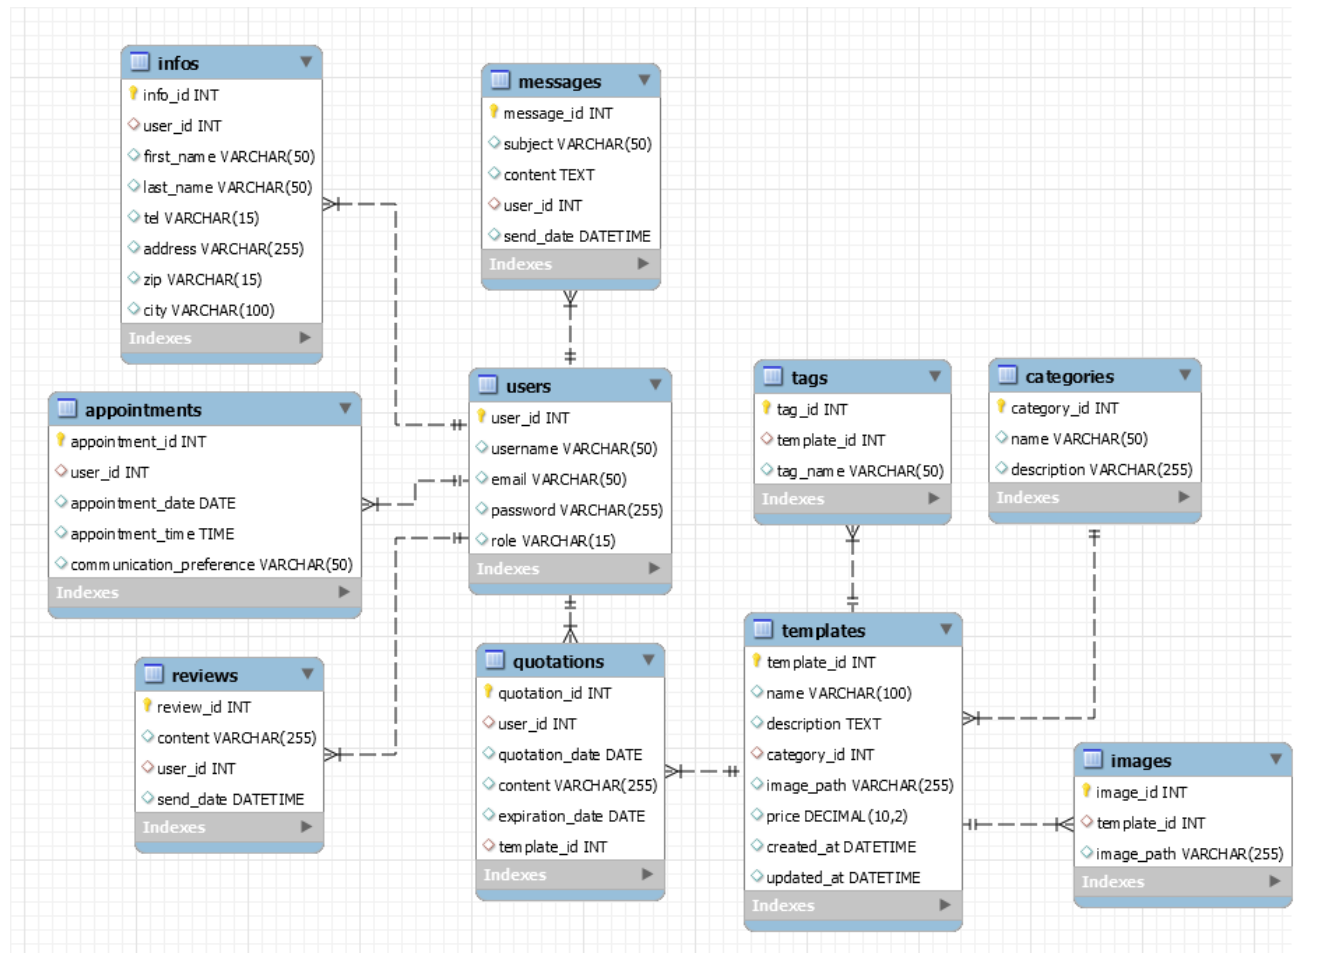 infos
info_id INT
user_id INT
first_name VARCHAR(50)
last_name VARCHAR(50)
tel VARCHAR(15)
address VARCHAR(255)
zip VARCHAR(15)
city VARCHAR(100)
Indexes
messages
message_id INT
subject VARCHAR(50)
content TEXT
user_id INT
send_date DATETIME
Indexes
appointments
appointment_id INT
user_id INT
appointment_date DATE
appointment_time TIME
communication_preference VARCHAR(50)
Indexes
users
user_id INT
username VARCHAR(50)
email VARCHAR(50)
password VARCHAR(255)
role VARCHAR(15)
Indexes
tags
tag_id INT
template_id INT
tag_name VARCHAR(50)
Indexes
categories
category_id INT
name VARCHAR(50)
description VARCHAR(255)
Indexes
reviews
review_id INT
content VARCHAR(255)
user_id INT
send_date DATETIME
Indexes
quotations
quotation_id INT
user_id INT
quotation_date DATE
content VARCHAR(255)
expiration_date DATE
template_id INT
Indexes
templates
template_id INT
name VARCHAR(100)
description TEXT
category_id INT
image_path VARCHAR(255)
price DECIMAL(10,2)
created_at DATETIME
updated_at DATETIME
Indexes
images
image_id INT
template_id INT
image_path VARCHAR(255)
Indexes